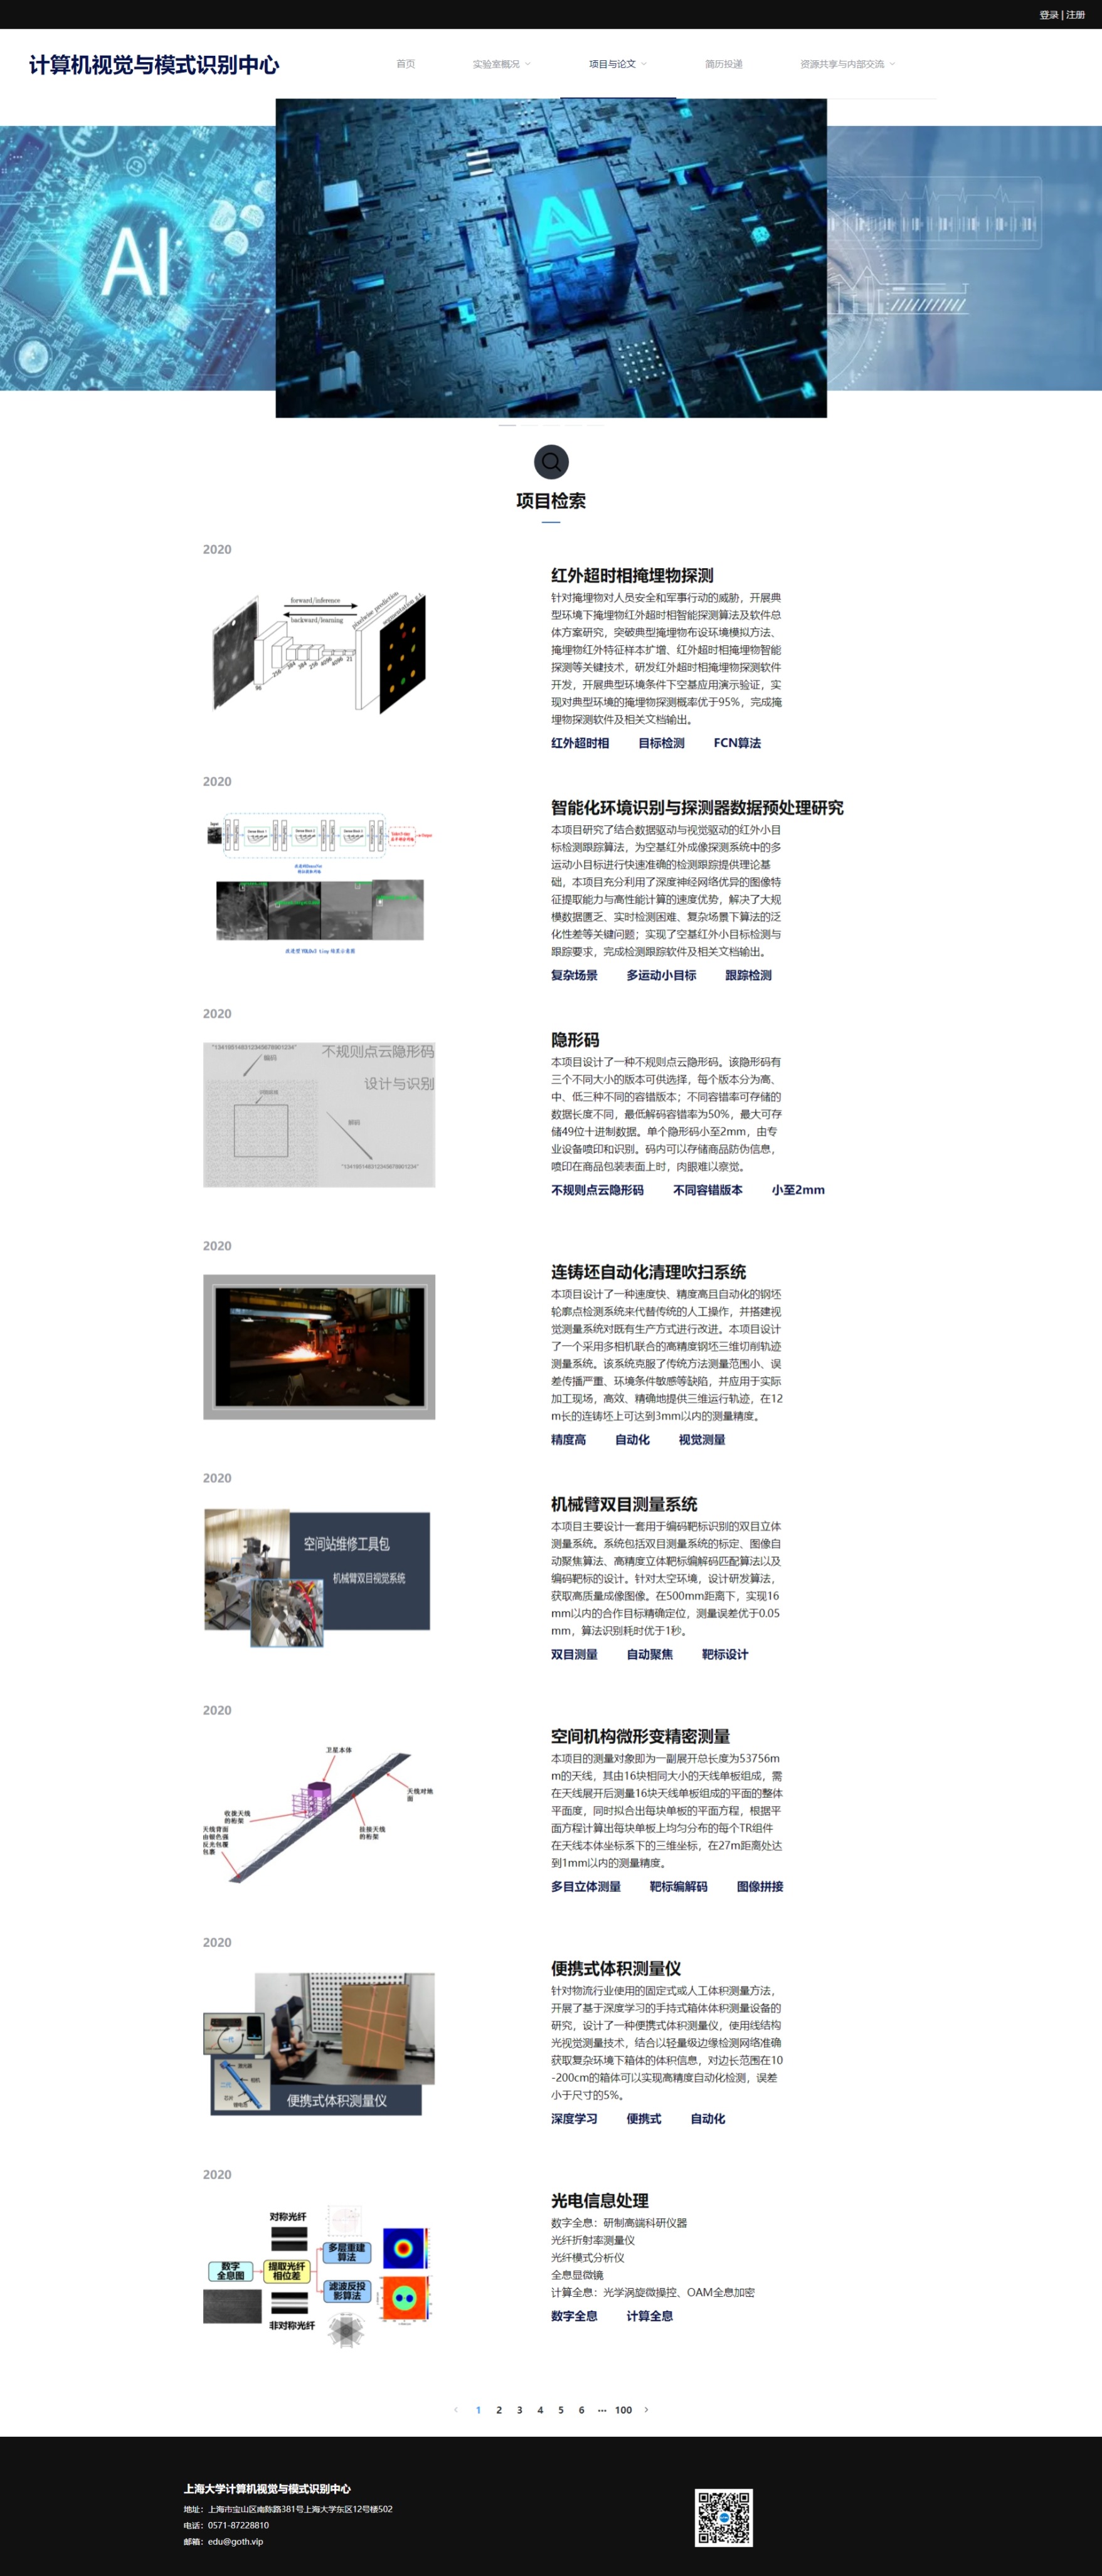 登录 | 注册
计算机视觉与模式识别中心
首页
实验室概况
项目与论文
简历投递
资源共享与内部交流
AI
AI
项目检索
2020
forward/inference
backward/learning
pixelwise prediction
segmentation g.t.
96
256
384
384
256
4096
4096
21
红外超时相掩埋物探测
针对掩埋物对人员安全和军事行动的威胁，开展典
型环境下掩埋物红外超时相智能探测算法及软件总
体方案研究，突破典型掩埋物布设环境模拟方法、
掩埋物红外特征样本扩增、红外超时相掩埋物智能
探测等关键技术，研发红外超时相掩埋物探测软件
开发，开展典型环境条件下空基应用演示验证，实
现对典型环境的掩埋物探测概率优于95%，完成掩
埋物探测软件及相关文档输出。
红外超时相 目标检测 FCN算法
2020
智能化环境识别与探测器数据预处理研究
本项目研究了结合数据驱动与视觉驱动的红外小目
标检测跟踪算法，为空基红外成像探测系统中的多
运动小目标进行快速准确的检测跟踪提供理论基
础，本项目充分利用了深度神经网络优异的图像特
征提取能力与高性能计算的速度优势，解决了大规
模数据匮乏、实时检测困难、复杂场景下算法的泛
化性差等关键问题；实现了空基红外小目标检测与
跟踪要求，完成检测跟踪软件及相关文档输出。
复杂场景 多运动小目标 跟踪检测
2020
不规则点云隐形码
设计与识别
编码
解码
隐形码
本项目设计了一种不规则点云隐形码。该隐形码有
三个不同大小的版本可供选择，每个版本分为高、
中、低三种不同的容错版本；不同容错率可存储的
数据长度不同，最低解码容错率为50%，最大可存
储49位十进制数据。单个隐形码小至2mm，由专
业设备喷印和识别。码内可以存储商品防伪信息，
喷印在商品包装表面上时，肉眼难以察觉。
不规则点云隐形码 不同容错版本 小至2mm
2020
连铸坯自动化清理吹扫系统
本项目设计了一种速度快、精度高且自动化的钢坯
轮廓点检测系统来代替传统的人工操作，并搭建视
觉测量系统对既有生产方式进行改进。本项目设计
了一个采用多相机联合的高精度钢坯三维切削轨迹
测量系统。该系统克服了传统方法测量范围小、误
差传播严重、环境条件敏感等缺陷，并应用于实际
加工现场，高效、精确地提供三维运行轨迹，在12
m长的连铸坯上可达到3mm以内的测量精度。
精度高 自动化 视觉测量
2020
空间站维修工具包
机械臂双目视觉系统
机械臂双目测量系统
本项目主要设计一套用于编码靶标识别的双目立体
测量系统。系统包括双目测量系统的标定、图像自
动聚焦算法、高精度立体靶标编解码匹配算法以及
编码靶标的设计。针对太空环境，设计研发算法，
获取高质量成像图像。在500mm距离下，实现16
mm以内的合作目标精确定位，测量误差优于0.05
mm，算法识别耗时优于1秒。
双目测量 自动聚焦 靶标设计
2020
卫星本体
天线对地
面
收拢天线
的桁架
挂接天线
的桁架
天线背面
由银色强
反光包覆
包裹
空间机构微形变精密测量
本项目的测量对象即为一副展开总长度为53756m
m的天线，其由16块相同大小的天线单板组成，需
在天线展开后测量16块天线单板组成的平面的整体
平面度，同时拟合出每块单板的平面方程，根据平
面方程计算出每块单板上均匀分布的每个TR组件
在天线本体坐标系下的三维坐标，在27m距离处达
到1mm以内的测量精度。
多目立体测量 靶标编解码 图像拼接
2020
便携式体积测量仪
便携式体积测量仪
针对物流行业使用的固定式或人工体积测量方法，
开展了基于深度学习的手持式箱体体积测量设备的
研究，设计了一种便携式体积测量仪，使用线结构
光视觉测量技术，结合以轻量级边缘检测网络准确
获取复杂环境下箱体的体积信息，对边长范围在10
-200cm的箱体可以实现高精度自动化检测，误差
小于尺寸的5%。
深度学习 便携式 自动化
2020
对称光纤
数字
全息图
提取光纤
相位差
多层重建
算法
滤波反投
影算法
非对称光纤
光电信息处理
数字全息：研制高端科研仪器
光纤折射率测量仪
光纤模式分析仪
全息显微镜
计算全息：光学涡旋微操控、OAM全息加密
数字全息 计算全息
1 2 3 4 5 6 ··· 100
上海大学计算机视觉与模式识别中心
地址：上海市宝山区南陈路381号上海大学东区12号楼502
电话：0571-87228810
邮箱：edu@goth.vip